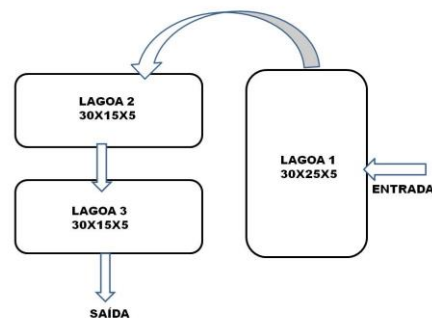 LAGOA 2
30X15X5
LAGOA 1
30X25X5
ENTRADA
LAGOA 3
30X15X5
SAÍDA